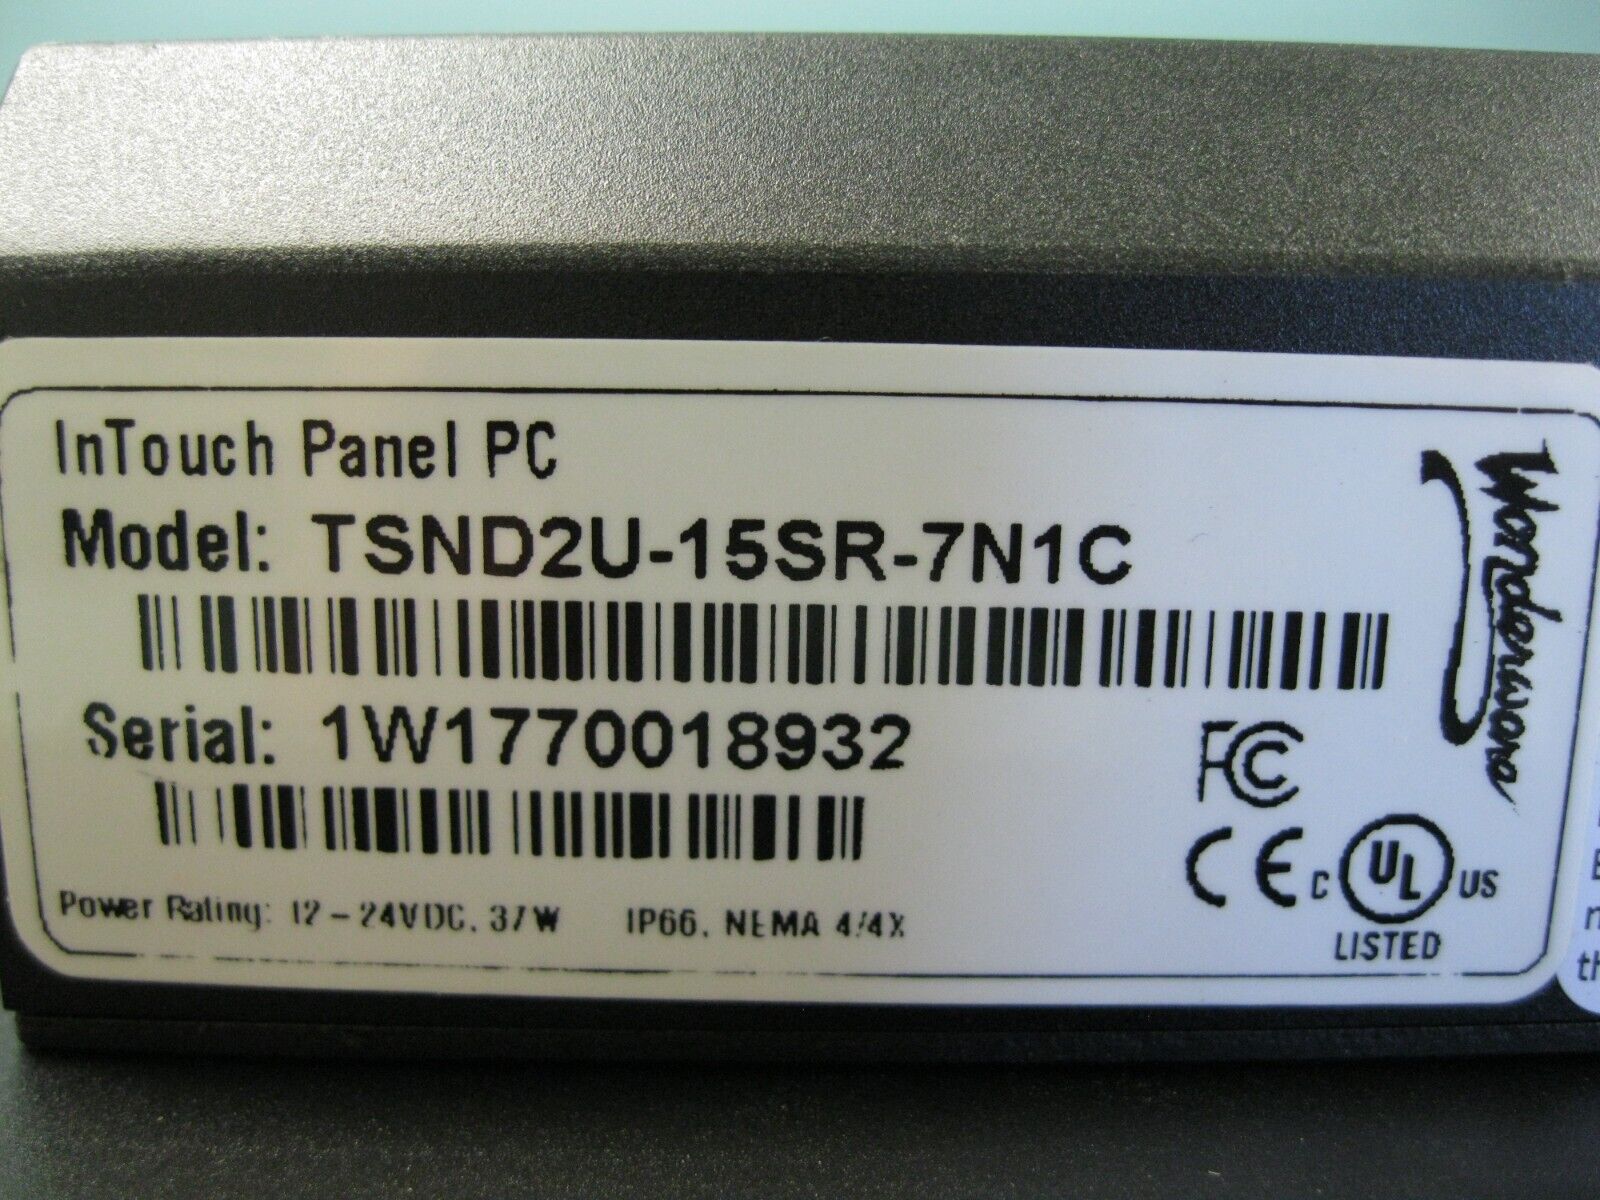 InTouch Panel PC
Model: TSND2U-15SR-7N1C
Serial: 1W1770018932
Power Rating: 12-24VDC, 37W IP66, NEMA 4/4X
Wonderware
FC
CE
C UL US
LISTED
th